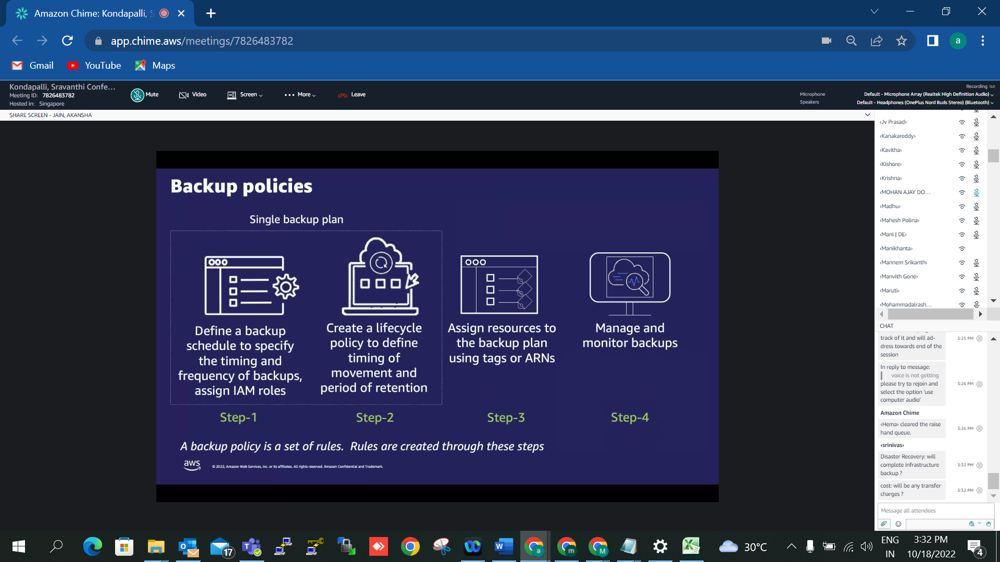 Amazon Chime: Kondapalli, S
app.chime.aws/meetings/7826483782
a
Gmail
YouTube
Maps
Kondapalli, Sravanthi Confe...
Meeting ID: 7826483782
Hosted in: Singapore
Mute
Video
Screen
More
Leave
Recording
Microphone
Default - Microphone Array (Realtek High Definition Audio)
Speakers
Default - Headphones (OnePlus Nord Buds Stereo) (Bluetooth)
SHARE SCREEN - JAIN, AKANSHA
Backup policies
Single backup plan
Define a backup
schedule to specify
the timing and
frequency of backups,
assign IAM roles
Step-1
Create a lifecycle
policy to define
timing of
movement and
period of retention
Step-2
Assign resources to
the backup plan
using tags or ARNs
Step-3
Manage and
monitor backups
Step-4
A backup policy is a set of rules. Rules are created through these steps
aws
© 2022, Amazon Web Services, Inc. or its affiliates. All rights reserved. Amazon Confidential and Trademark.
‹Jv Prasad›
‹Kanakareddy›
‹Kavitha›
‹Kishore›
‹Krishna›
‹MOHAN AJAY DO...
‹Madhu›
‹Mahesh Polina›
‹Mani | DE›
‹Manikhanta›
‹Mannem Srikanth›
‹Manvith Gone›
‹Maruti›
‹Mohammadalrash...
CHAT
track of it and will ad-
dress towards end of the
session
3:25 PM
In reply to message:
voice is not getting
please try to rejoin and
select the option 'use
computer audio'
3:26 PM
Amazon Chime
‹Hema› cleared the raise
hand queue.
3:26 PM
‹srinivas›
Disaster Recovery: will
complete infrastructure
backup ?
3:32 PM
cost: will be any transfer
charges ?
3:32 PM
Message all attendees
17
a
m
M
30°C
ENG
IN
3:32 PM
10/18/2022
4